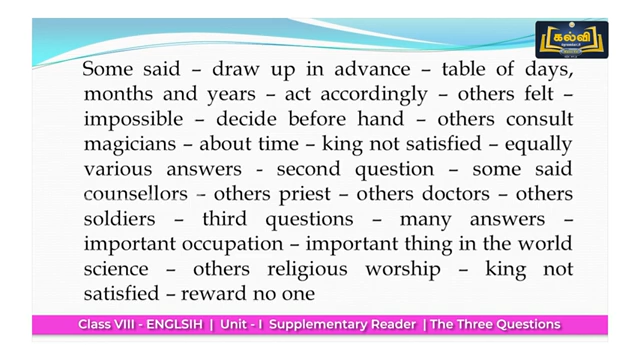 கல்வி
Some said – draw up in advance – table of days,
months and years – act accordingly – others felt –
impossible – decide before hand – others consult
magicians – about time – king not satisfied – equally
various answers - second question – some said
counsellors – others priest – others doctors – others
soldiers – third questions – many answers –
important occupation – important thing in the world
science – others religious worship – king not
satisfied – reward no one
Class VIII - ENGLSIH | Unit - I Supplementary Reader | The Three Questions